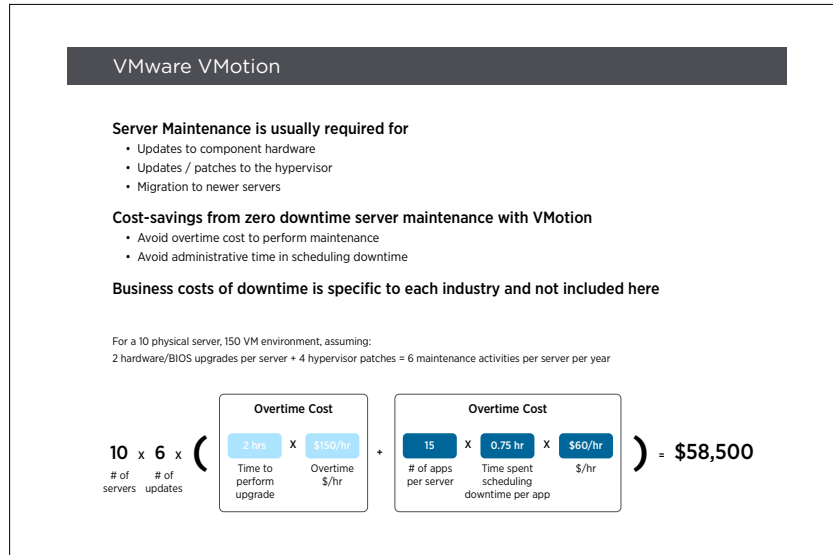 VMware VMotion
Server Maintenance is usually required for
• Updates to component hardware
• Updates / patches to the hypervisor
• Migration to newer servers
Cost-savings from zero downtime server maintenance with VMotion
• Avoid overtime cost to perform maintenance
• Avoid administrative time in scheduling downtime
Business costs of downtime is specific to each industry and not included here
For a 10 physical server, 150 VM environment, assuming:
2 hardware/BIOS upgrades per server + 4 hypervisor patches = 6 maintenance activities per server per year
Overtime Cost
Overtime Cost
10 x 6 x ( 2 hrs X $150/hr + 15 X 0.75 hr X $60/hr ) = $58,500
# of servers
# of updates
Time to perform upgrade
Overtime $/hr
# of apps per server
Time spent scheduling downtime per app
$/hr